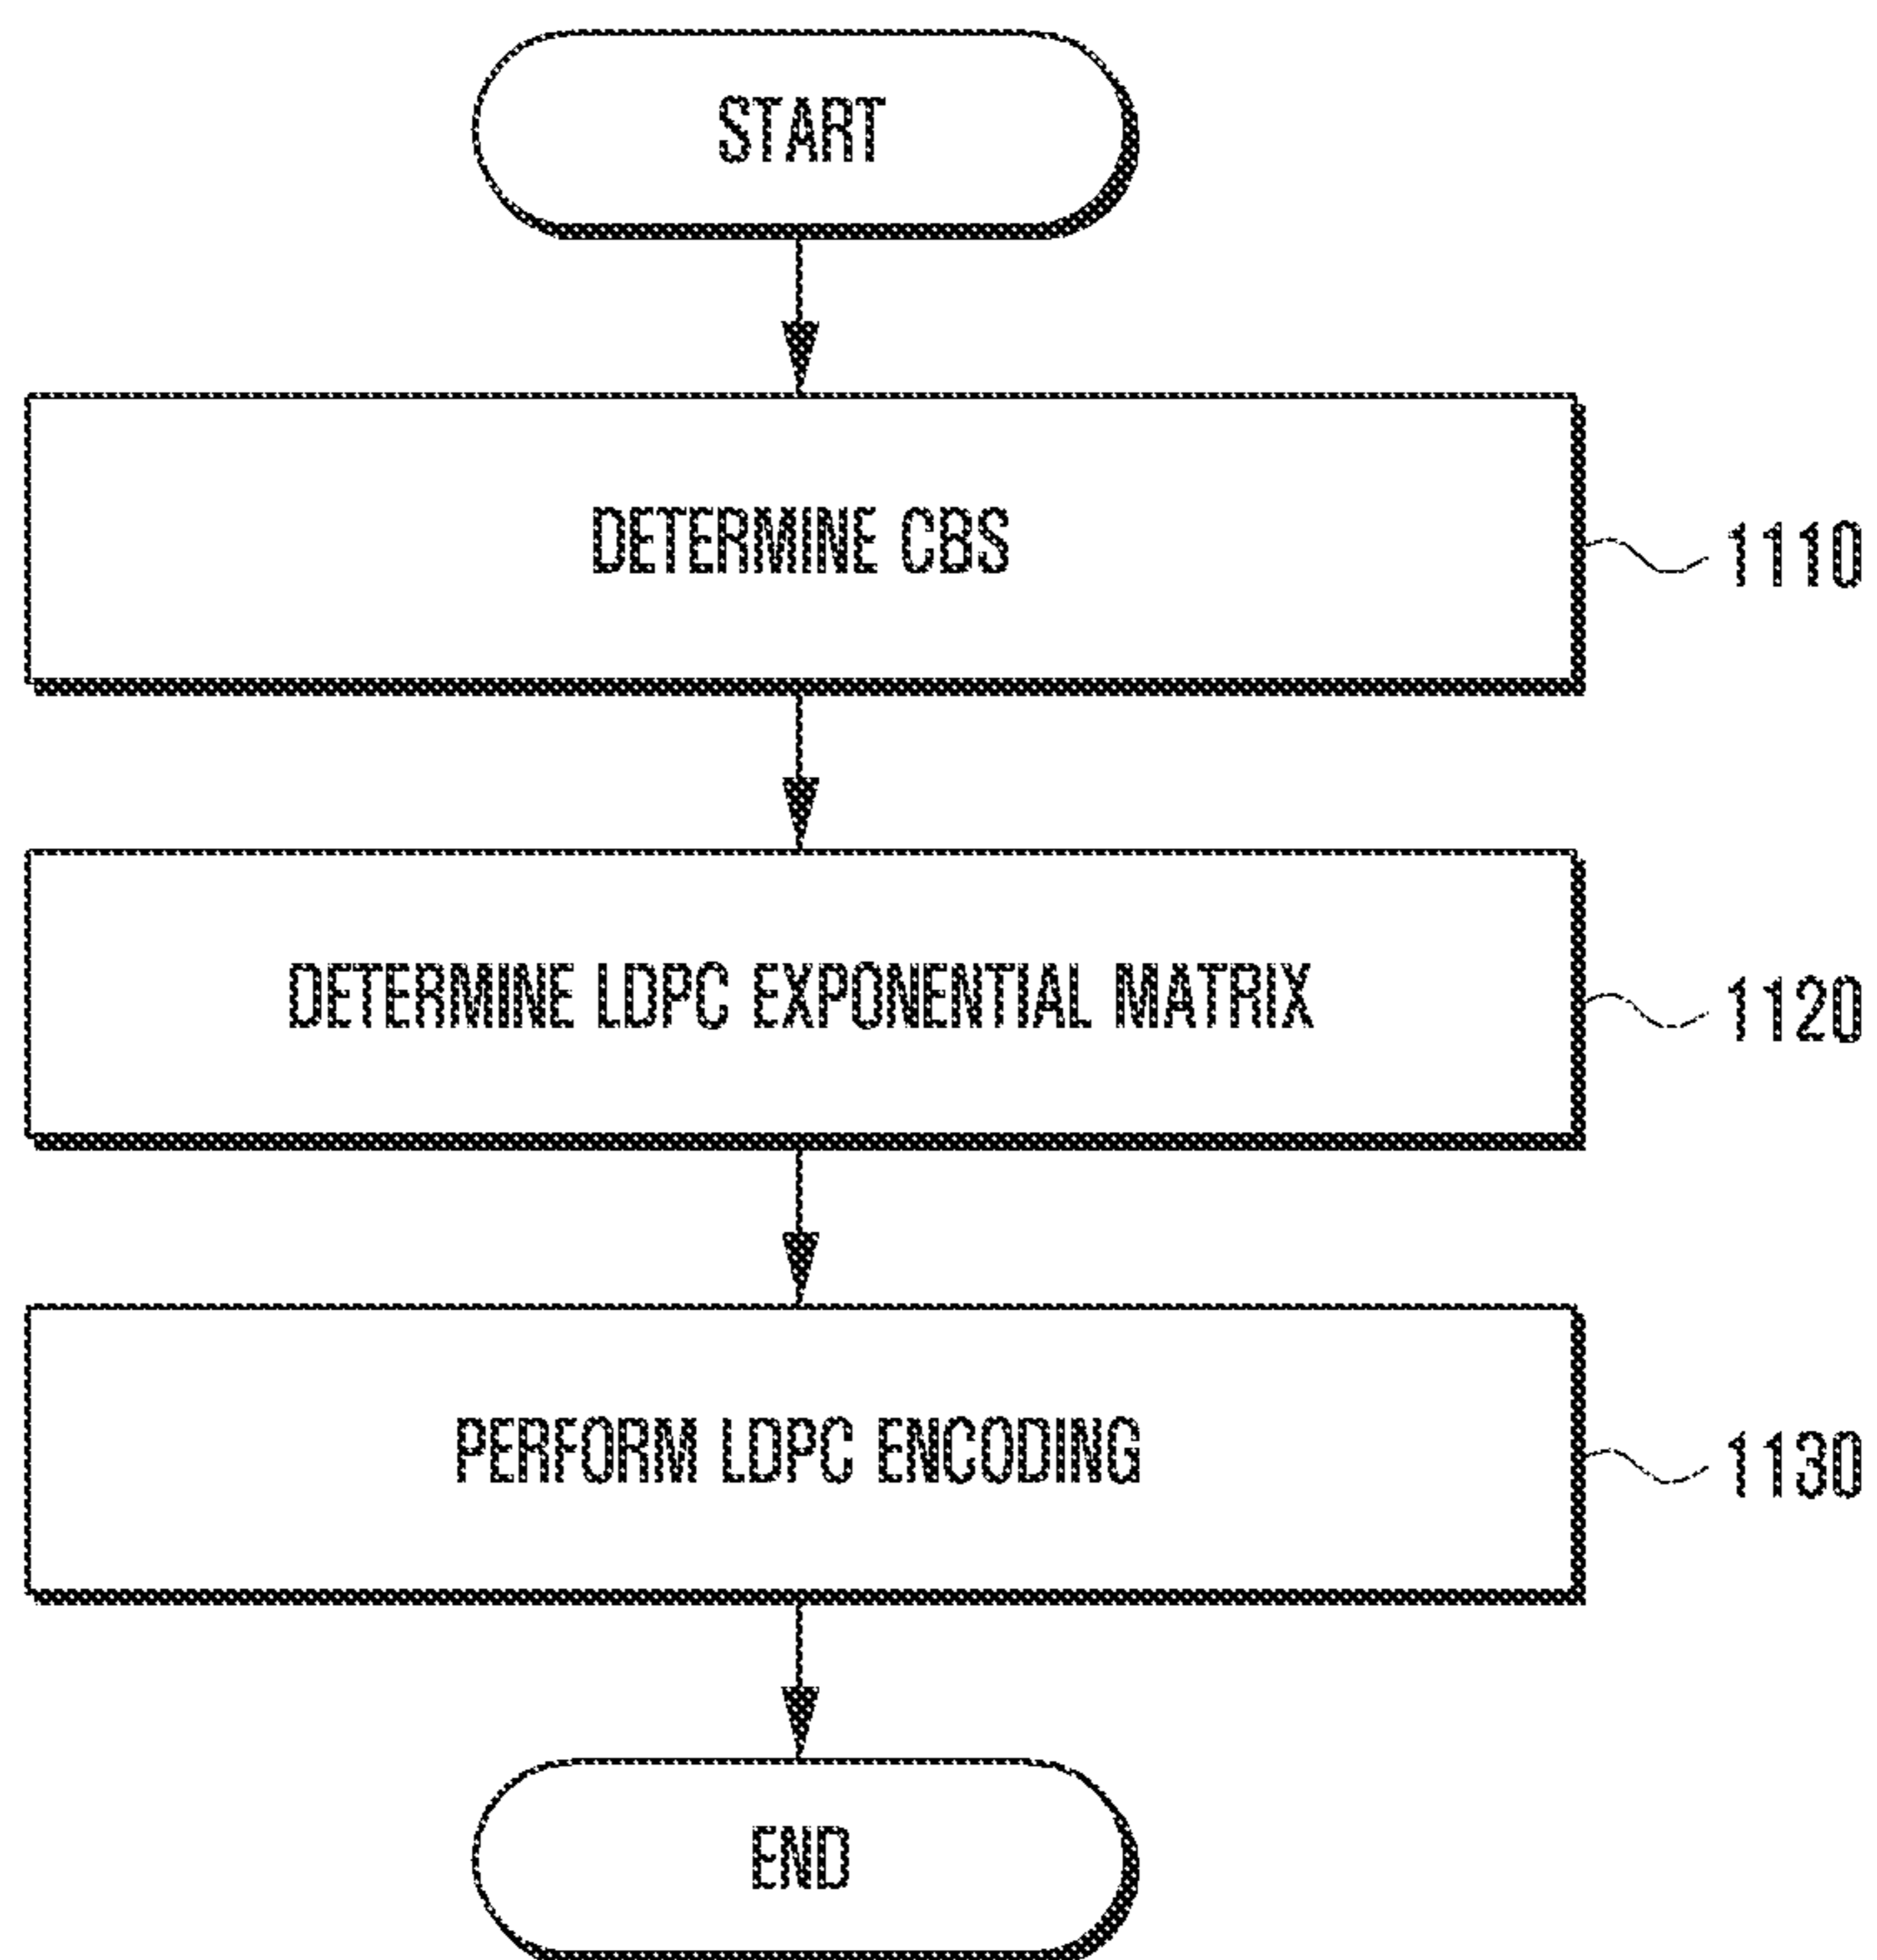 START
DETERMINE CBS
1110
DETERMINE LDPC EXPONENTIAL MATRIX
1120
PERFORM LDPC ENCODING
1130
END